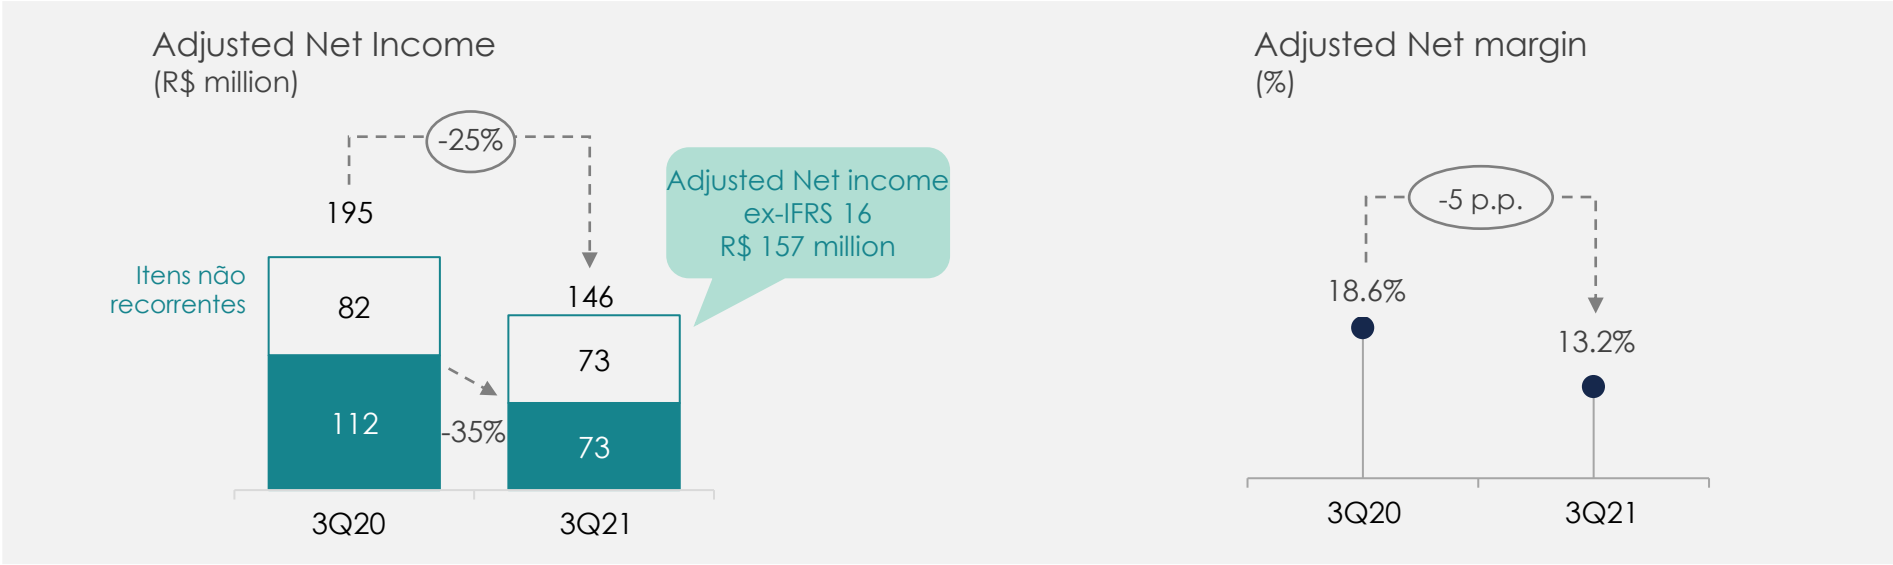 Adjusted Net Income
(R$ million)
-25%
195
Itens não
recorrentes
82
112
-35%
146
73
73
3Q20
3Q21
Adjusted Net income
ex-IFRS 16
R$ 157 million
Adjusted Net margin
(%)
-5 p.p.
18.6%
13.2%
3Q20
3Q21